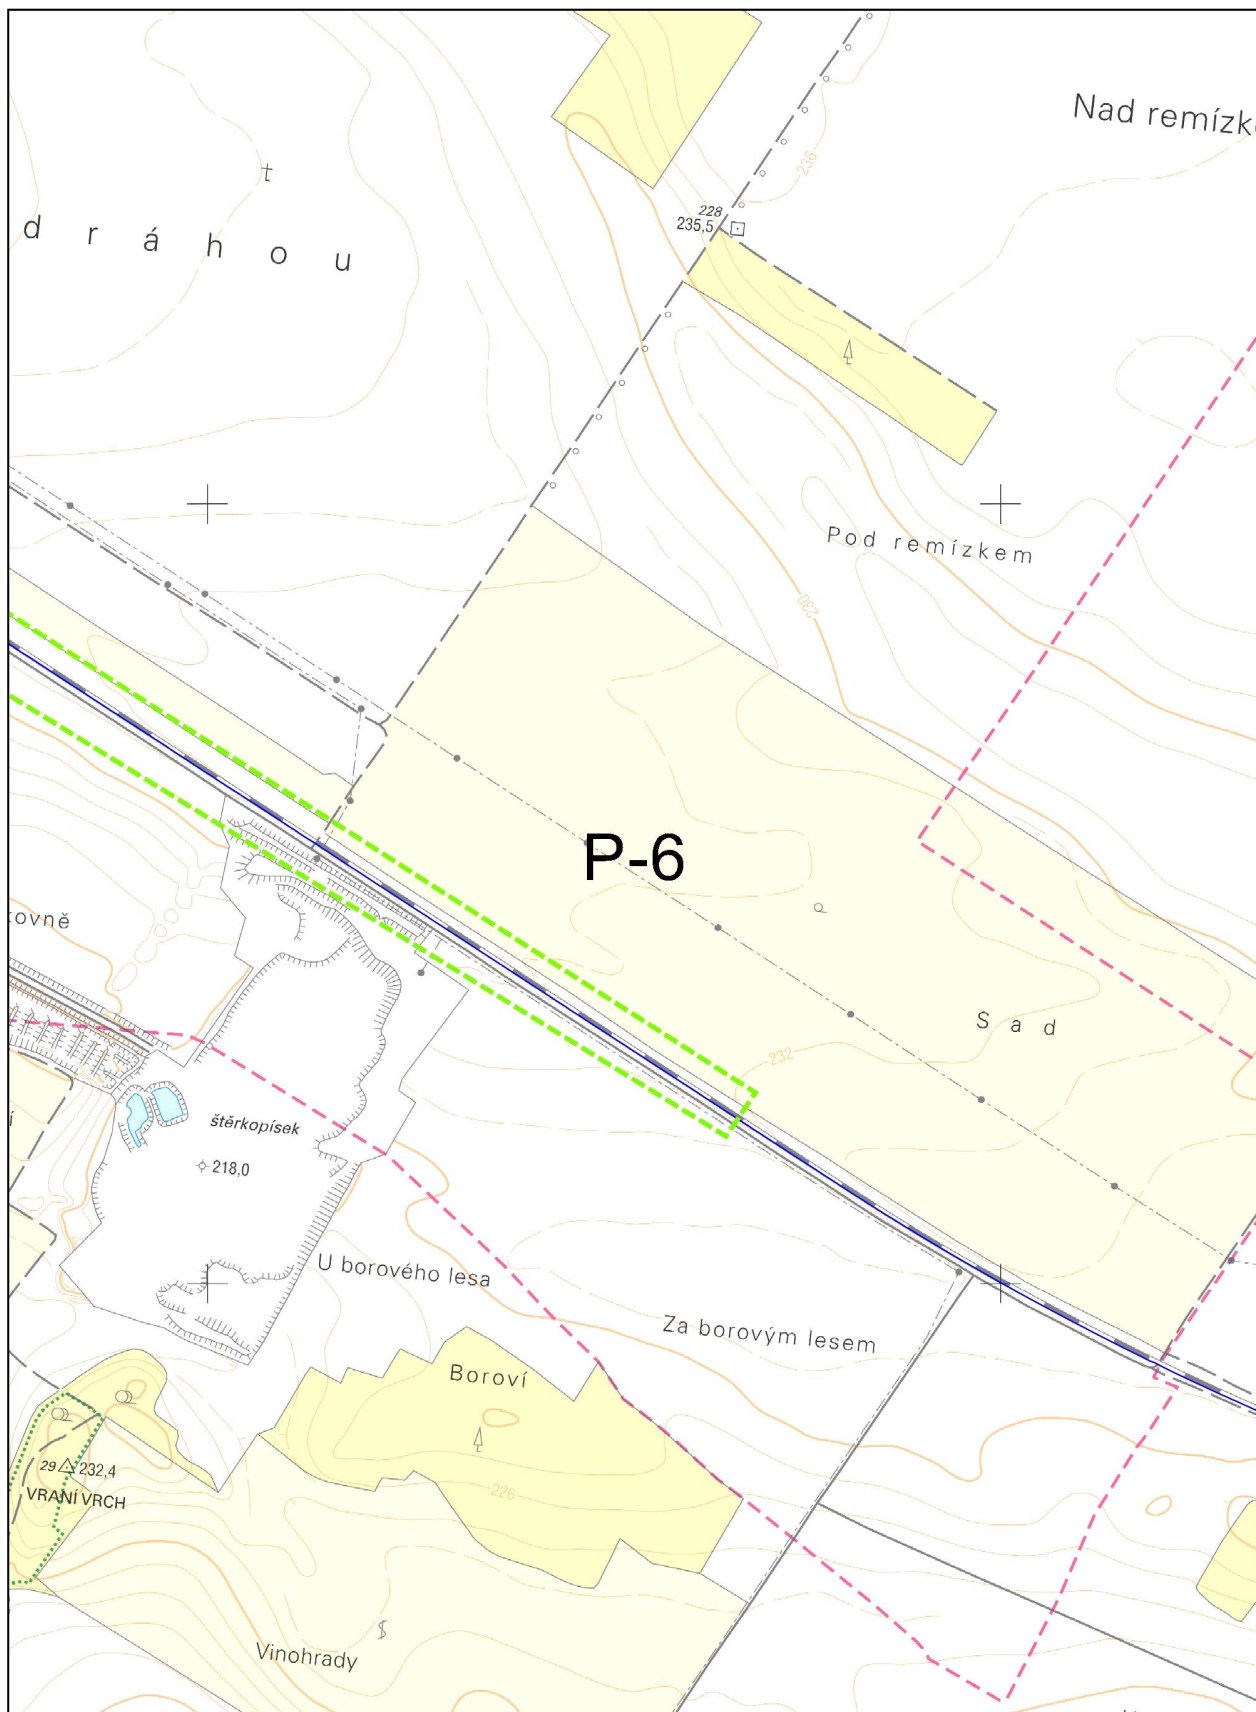 Nad remízk
t
d r á h o u
236
228
235,5
Pod remízkem
230
P-6
kovně
S a d
232
štěrkopísek
218,0
í
U borového lesa
Za borovým lesem
Boroví
29 232,4
VRANÍ VRCH
226
Vinohrady